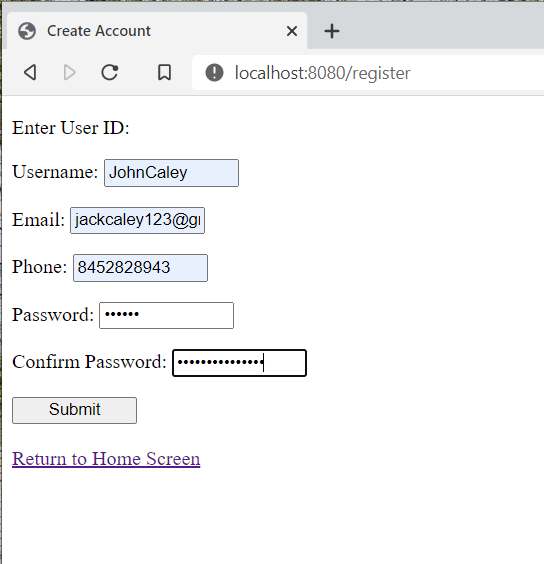 Create Account
localhost:8080/register
Enter User ID:
Username: JohnCaley
Email: jackcaley123@g
Phone: 8452828943
Password: ••••••
Confirm Password: •••••••••••••••
Submit
Return to Home Screen